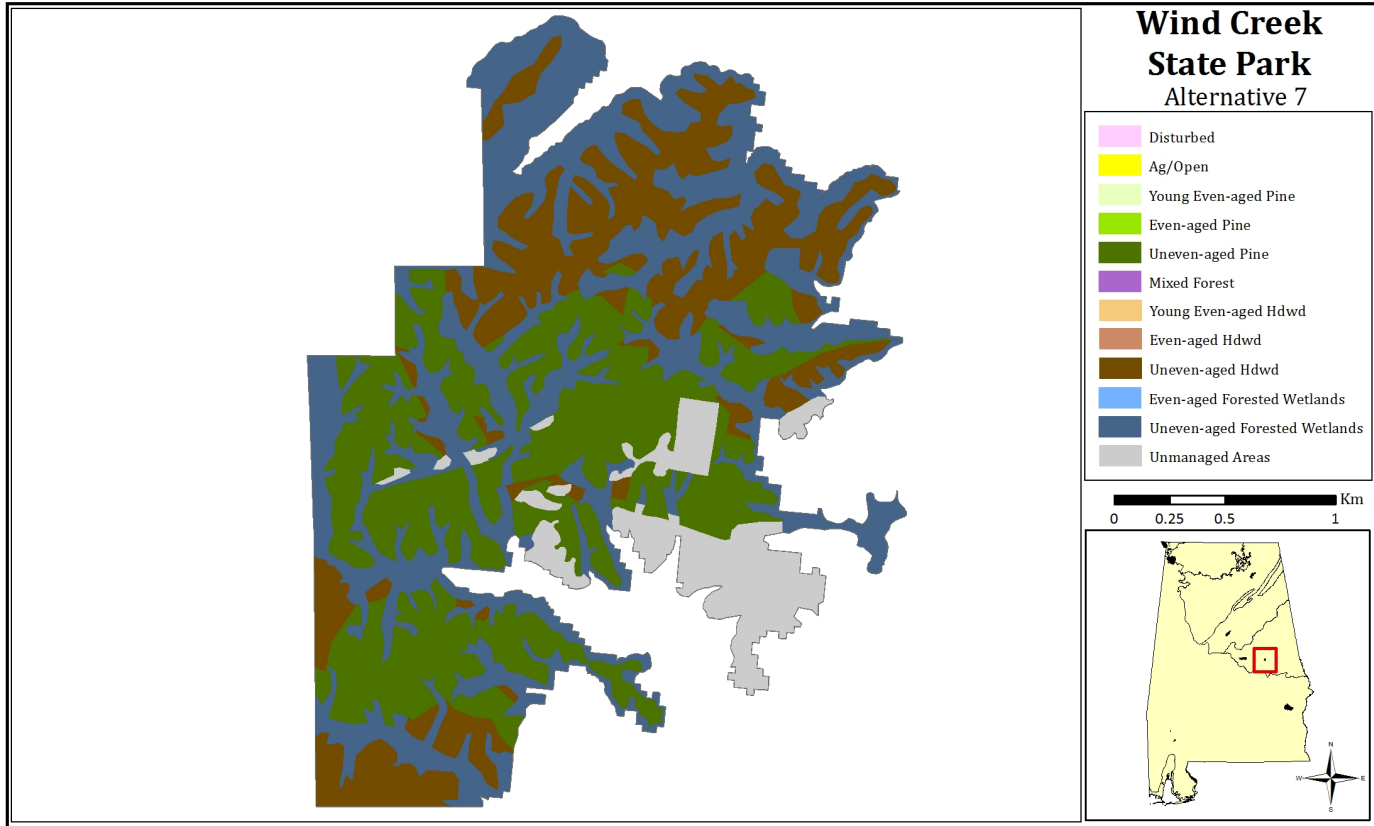 Wind Creek
State Park
Alternative 7
Disturbed
Ag/Open
Young Even-aged Pine
Even-aged Pine
Uneven-aged Pine
Mixed Forest
Young Even-aged Hdwd
Even-aged Hdwd
Uneven-aged Hdwd
Even-aged Forested Wetlands
Uneven-aged Forested Wetlands
Unmanaged Areas
Km
0 0.25 0.5 1
N
W E
S